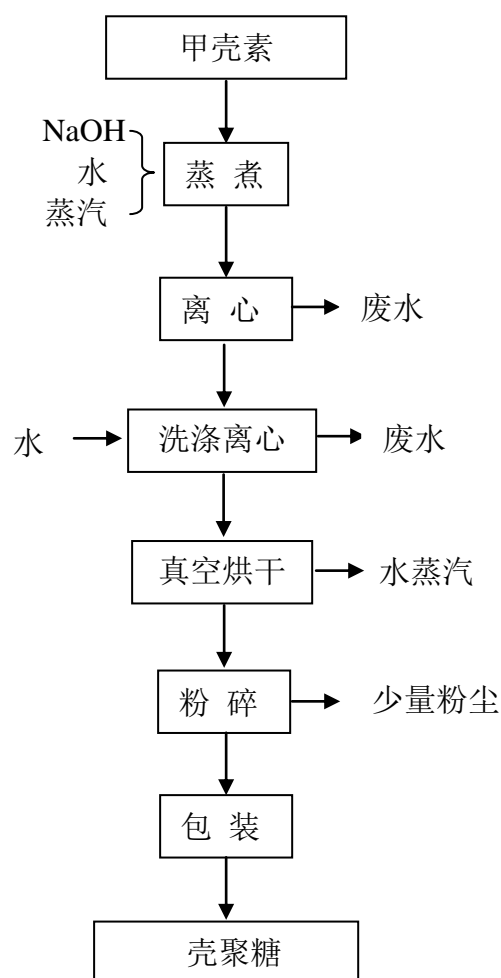 甲壳素
NaOH
水
蒸汽
蒸 煮
离 心
废水
水
洗涤离心
废水
真空烘干
水蒸汽
粉 碎
少量粉尘
包 装
壳聚糖